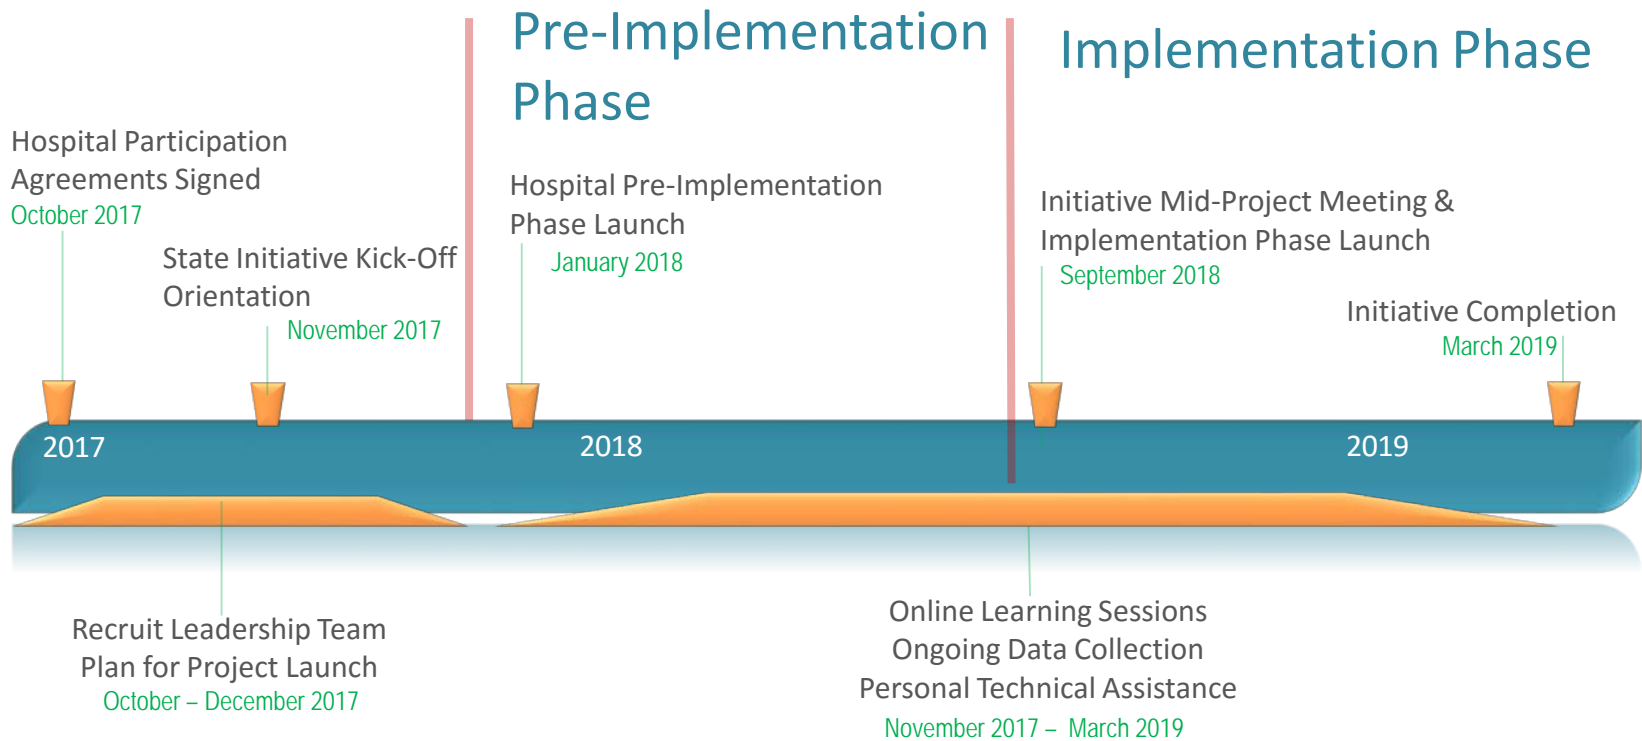 Pre-Implementation
Phase
Implementation Phase
Hospital Participation
Agreements Signed
October 2017
State Initiative Kick-Off
Orientation
November 2017
Hospital Pre-Implementation
Phase Launch
January 2018
Initiative Mid-Project Meeting &
Implementation Phase Launch
September 2018
Initiative Completion
March 2019
2017
2018
2019
Recruit Leadership Team
Plan for Project Launch
October – December 2017
Online Learning Sessions
Ongoing Data Collection
Personal Technical Assistance
November 2017 – March 2019